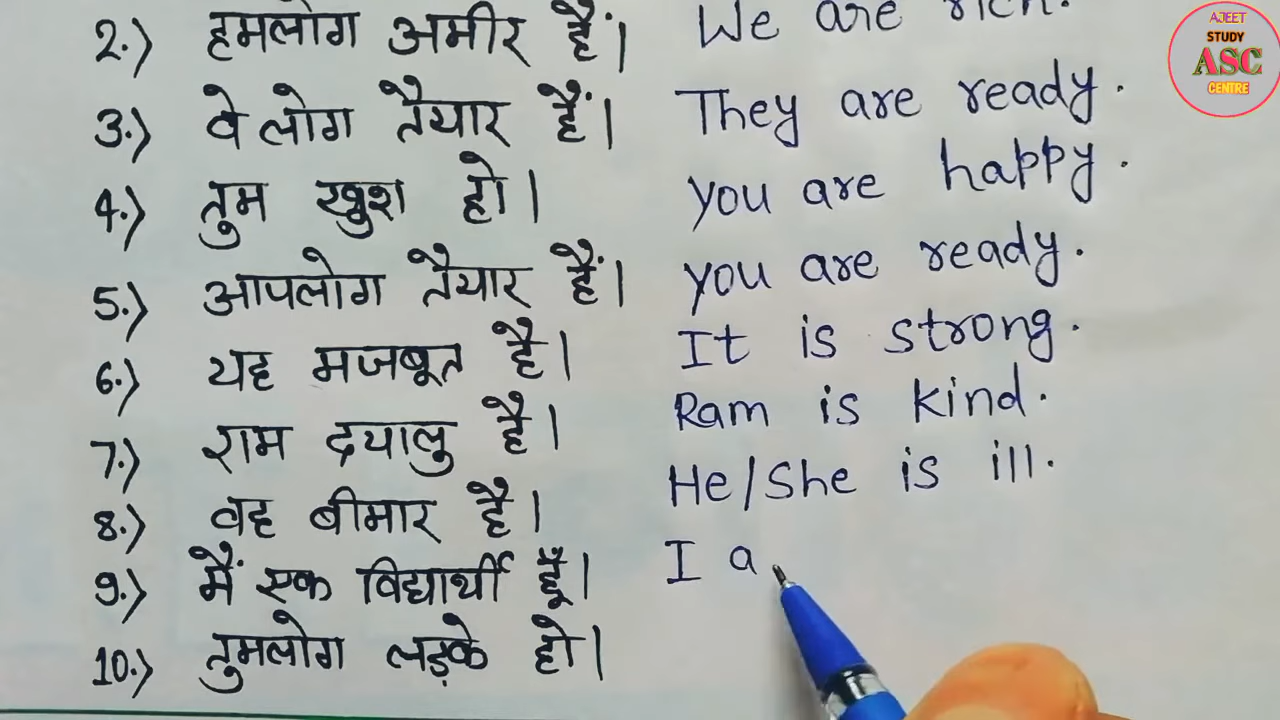 2.) हमलोग अमीर हैं। We are rich.
3.) वे लोग तैयार हैं। They are ready.
4.) तुम खुश हो। you are happy.
5.) आपलोग तैयार हैं। you are ready.
6.) यह मजबूत है। It is strong.
7.) राम दयालु है। Ram is kind.
8.) वह बीमार है। He/She is ill.
9.) मैं एक विद्यार्थी हूँ। I a
10.) तुमलोग लड़के हो।
AJEET
STUDY
ASC
CENTRE